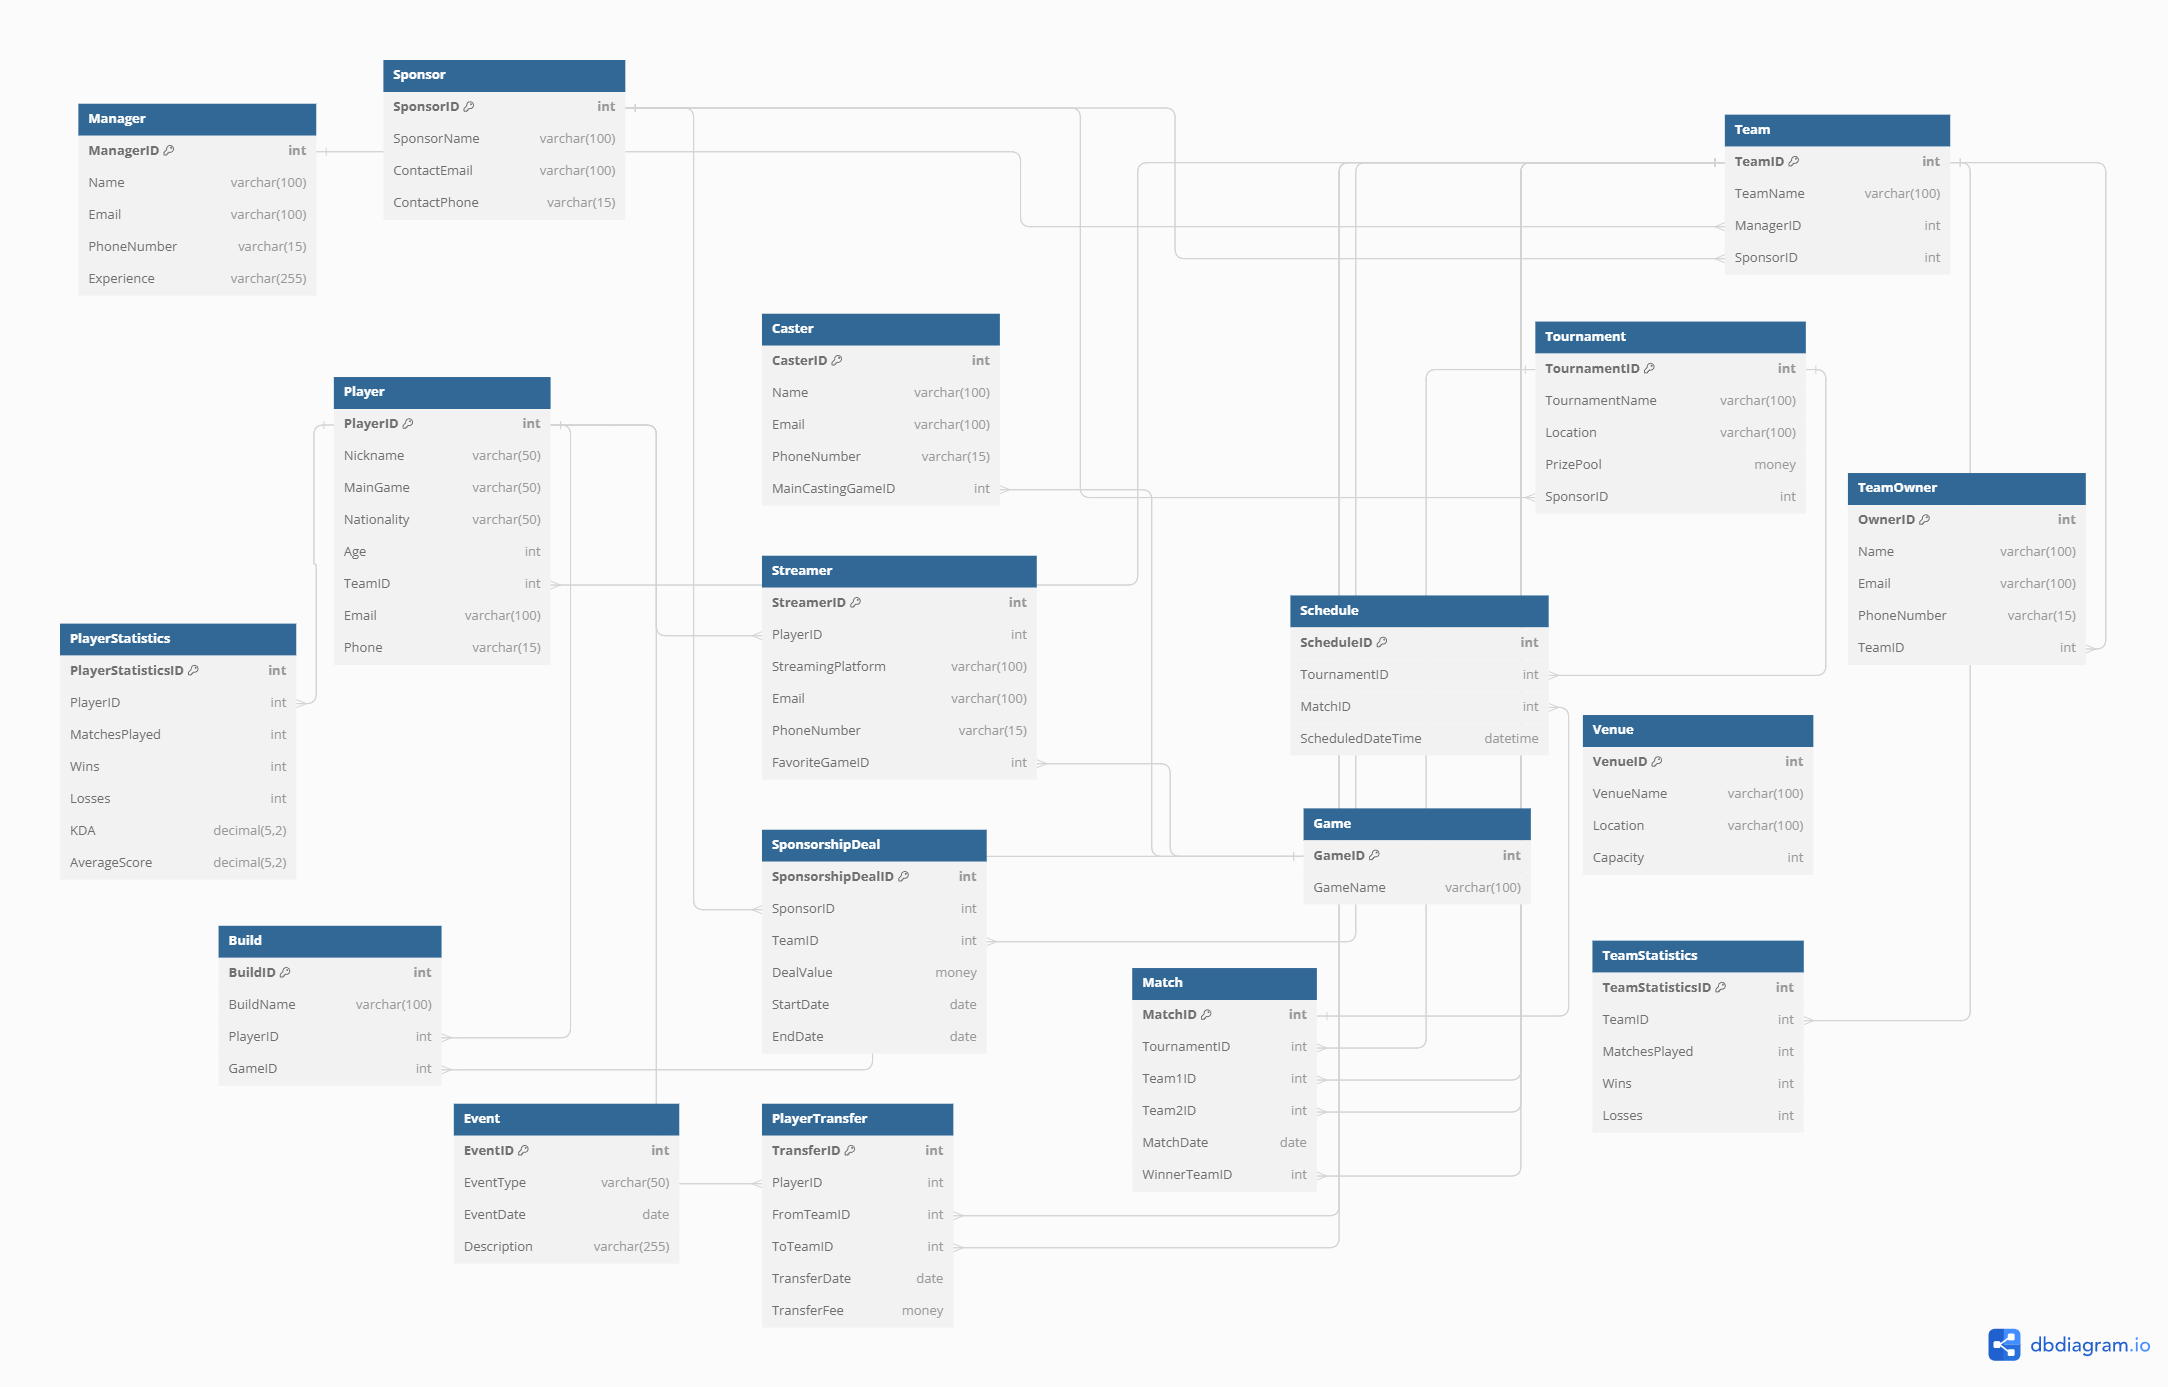 Sponsor
SponsorID int
SponsorName varchar(100)
ContactEmail varchar(100)
ContactPhone varchar(15)
Manager
ManagerID int
Name varchar(100)
Email varchar(100)
PhoneNumber varchar(15)
Experience varchar(255)
Team
TeamID int
TeamName varchar(100)
ManagerID int
SponsorID int
Caster
CasterID int
Name varchar(100)
Email varchar(100)
PhoneNumber varchar(15)
MainCastingGameID int
Tournament
TournamentID int
TournamentName varchar(100)
Location varchar(100)
PrizePool money
SponsorID int
Player
PlayerID int
Nickname varchar(50)
MainGame varchar(50)
Nationality varchar(50)
Age int
TeamID int
Email varchar(100)
Phone varchar(15)
TeamOwner
OwnerID int
Name varchar(100)
Email varchar(100)
PhoneNumber varchar(15)
TeamID int
Streamer
StreamerID int
PlayerID int
StreamingPlatform varchar(100)
Email varchar(100)
PhoneNumber varchar(15)
FavoriteGameID int
Schedule
ScheduleID int
TournamentID int
MatchID int
ScheduledDateTime datetime
PlayerStatistics
PlayerStatisticsID int
PlayerID int
MatchesPlayed int
Wins int
Losses int
KDA decimal(5,2)
AverageScore decimal(5,2)
Venue
VenueID int
VenueName varchar(100)
Location varchar(100)
Capacity int
Game
GameID int
GameName varchar(100)
SponsorshipDeal
SponsorshipDealID int
SponsorID int
TeamID int
DealValue money
StartDate date
EndDate date
Build
BuildID int
BuildName varchar(100)
PlayerID int
GameID int
TeamStatistics
TeamStatisticsID int
TeamID int
MatchesPlayed int
Wins int
Losses int
Match
MatchID int
TournamentID int
Team1ID int
Team2ID int
MatchDate date
WinnerTeamID int
Event
EventID int
EventType varchar(50)
EventDate date
Description varchar(255)
PlayerTransfer
TransferID int
PlayerID int
FromTeamID int
ToTeamID int
TransferDate date
TransferFee money
dbdiagram.io